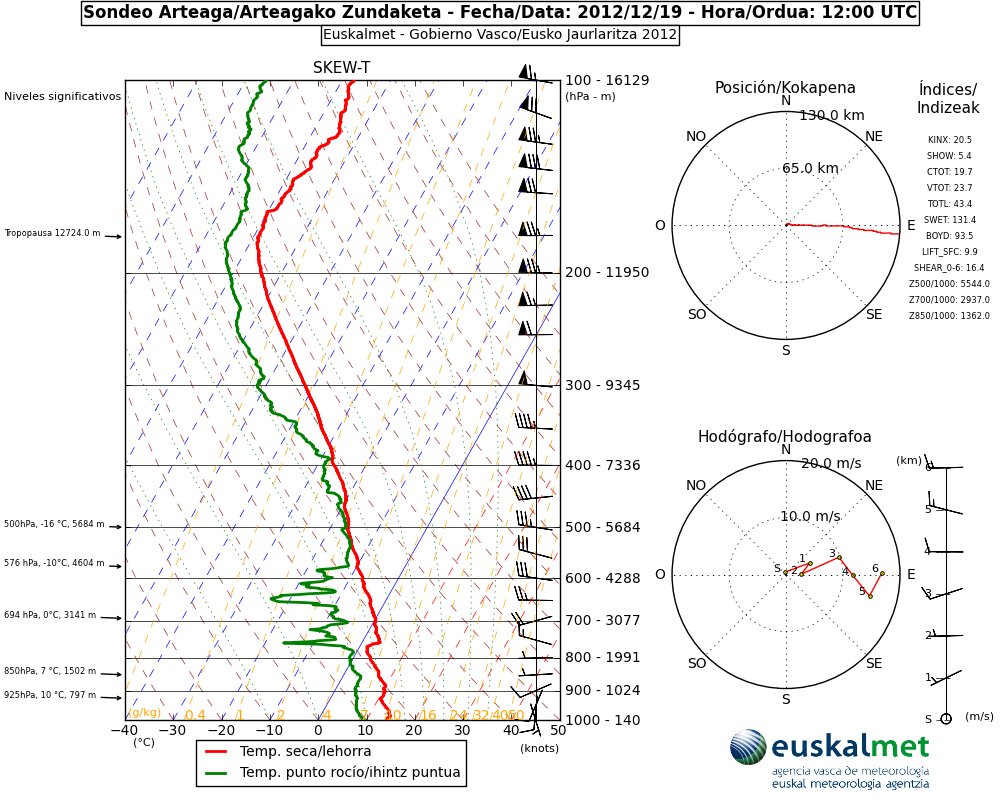 Sondeo Arteaga/Arteagako Zundaketa - Fecha/Data: 2012/12/19 - Hora/Ordua: 12:00 UTC
Euskalmet - Gobierno Vasco/Eusko Jaurlaritza 2012
SKEW-T
Niveles significativos
Tropopausa 12724.0 m
500hPa, -16 °C, 5684 m
576 hPa, -10°C, 4604 m
694 hPa, 0°C, 3141 m
850hPa, 7 °C, 1502 m
925hPa, 10 °C, 797 m
100 - 16129
(hPa - m)
200 - 11950
300 - 9345
400 - 7336
500 - 5684
600 - 4288
700 - 3077
800 - 1991
900 - 1024
1000 - 140
(g/kg) 0.4 1 2 4 7 10 16 24 32 40 50
−40 −30 −20 −10 0 10 20 30 40 50
(°C)
(knots)
Temp. seca/lehorra
Temp. punto rocío/ihintz puntua
Posición/Kokapena
N
130.0 km
NO
NE
65.0 km
O
E
SO
SE
S
Índices/
Indizeak
KINX: 20.5
SHOW: 5.4
CTOT: 19.7
VTOT: 23.7
TOTL: 43.4
SWET: 131.4
BOYD: 93.5
LIFT_SFC: 9.9
SHEAR_0-6: 16.4
Z500/1000: 5544.0
Z700/1000: 2937.0
Z850/1000: 1362.0
Hodógrafo/Hodografoa
N
20.0 m/s
NO
NE
10.0 m/s
O
E
S 1 2 3 4 5 6
SO
SE
S
(km)
6
5
4
3
2
1
S
(m/s)
euskalmet
agencia vasca de meteorología
euskal meteorologia agentzia